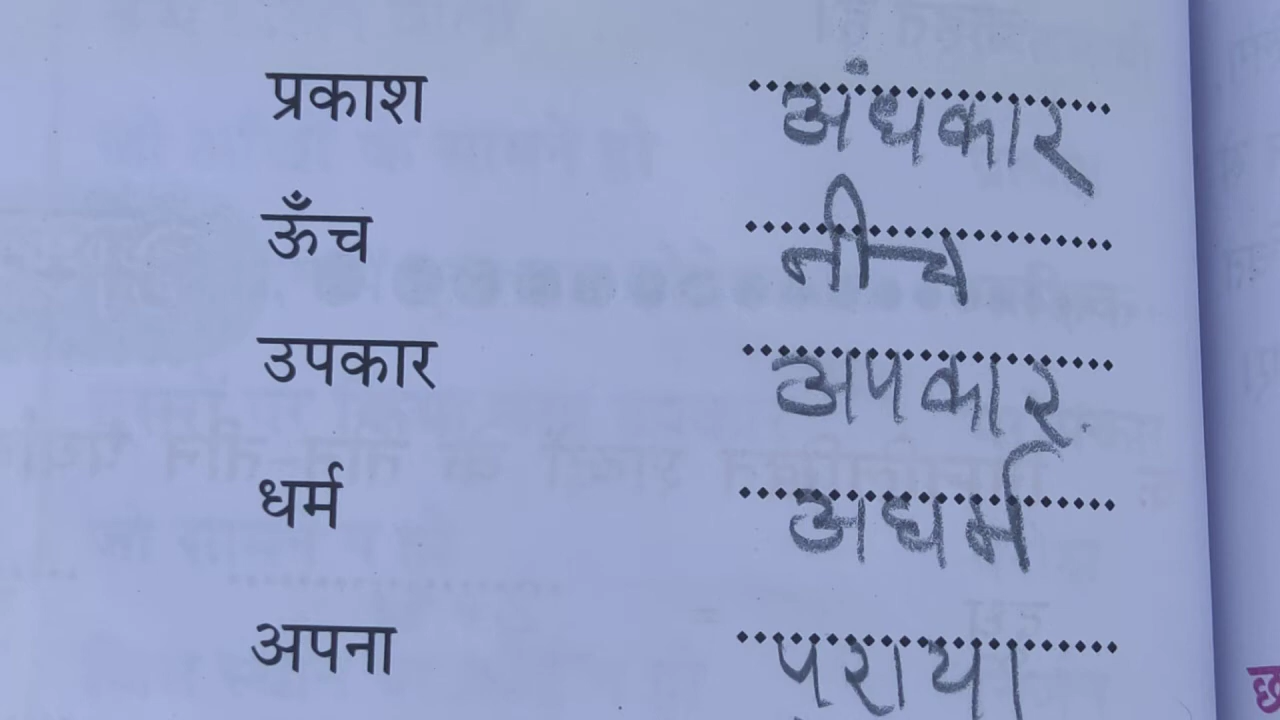 प्रकाश अंधकार
ऊँच नीच
उपकार अपकार
धर्म अधर्म
अपना पराया